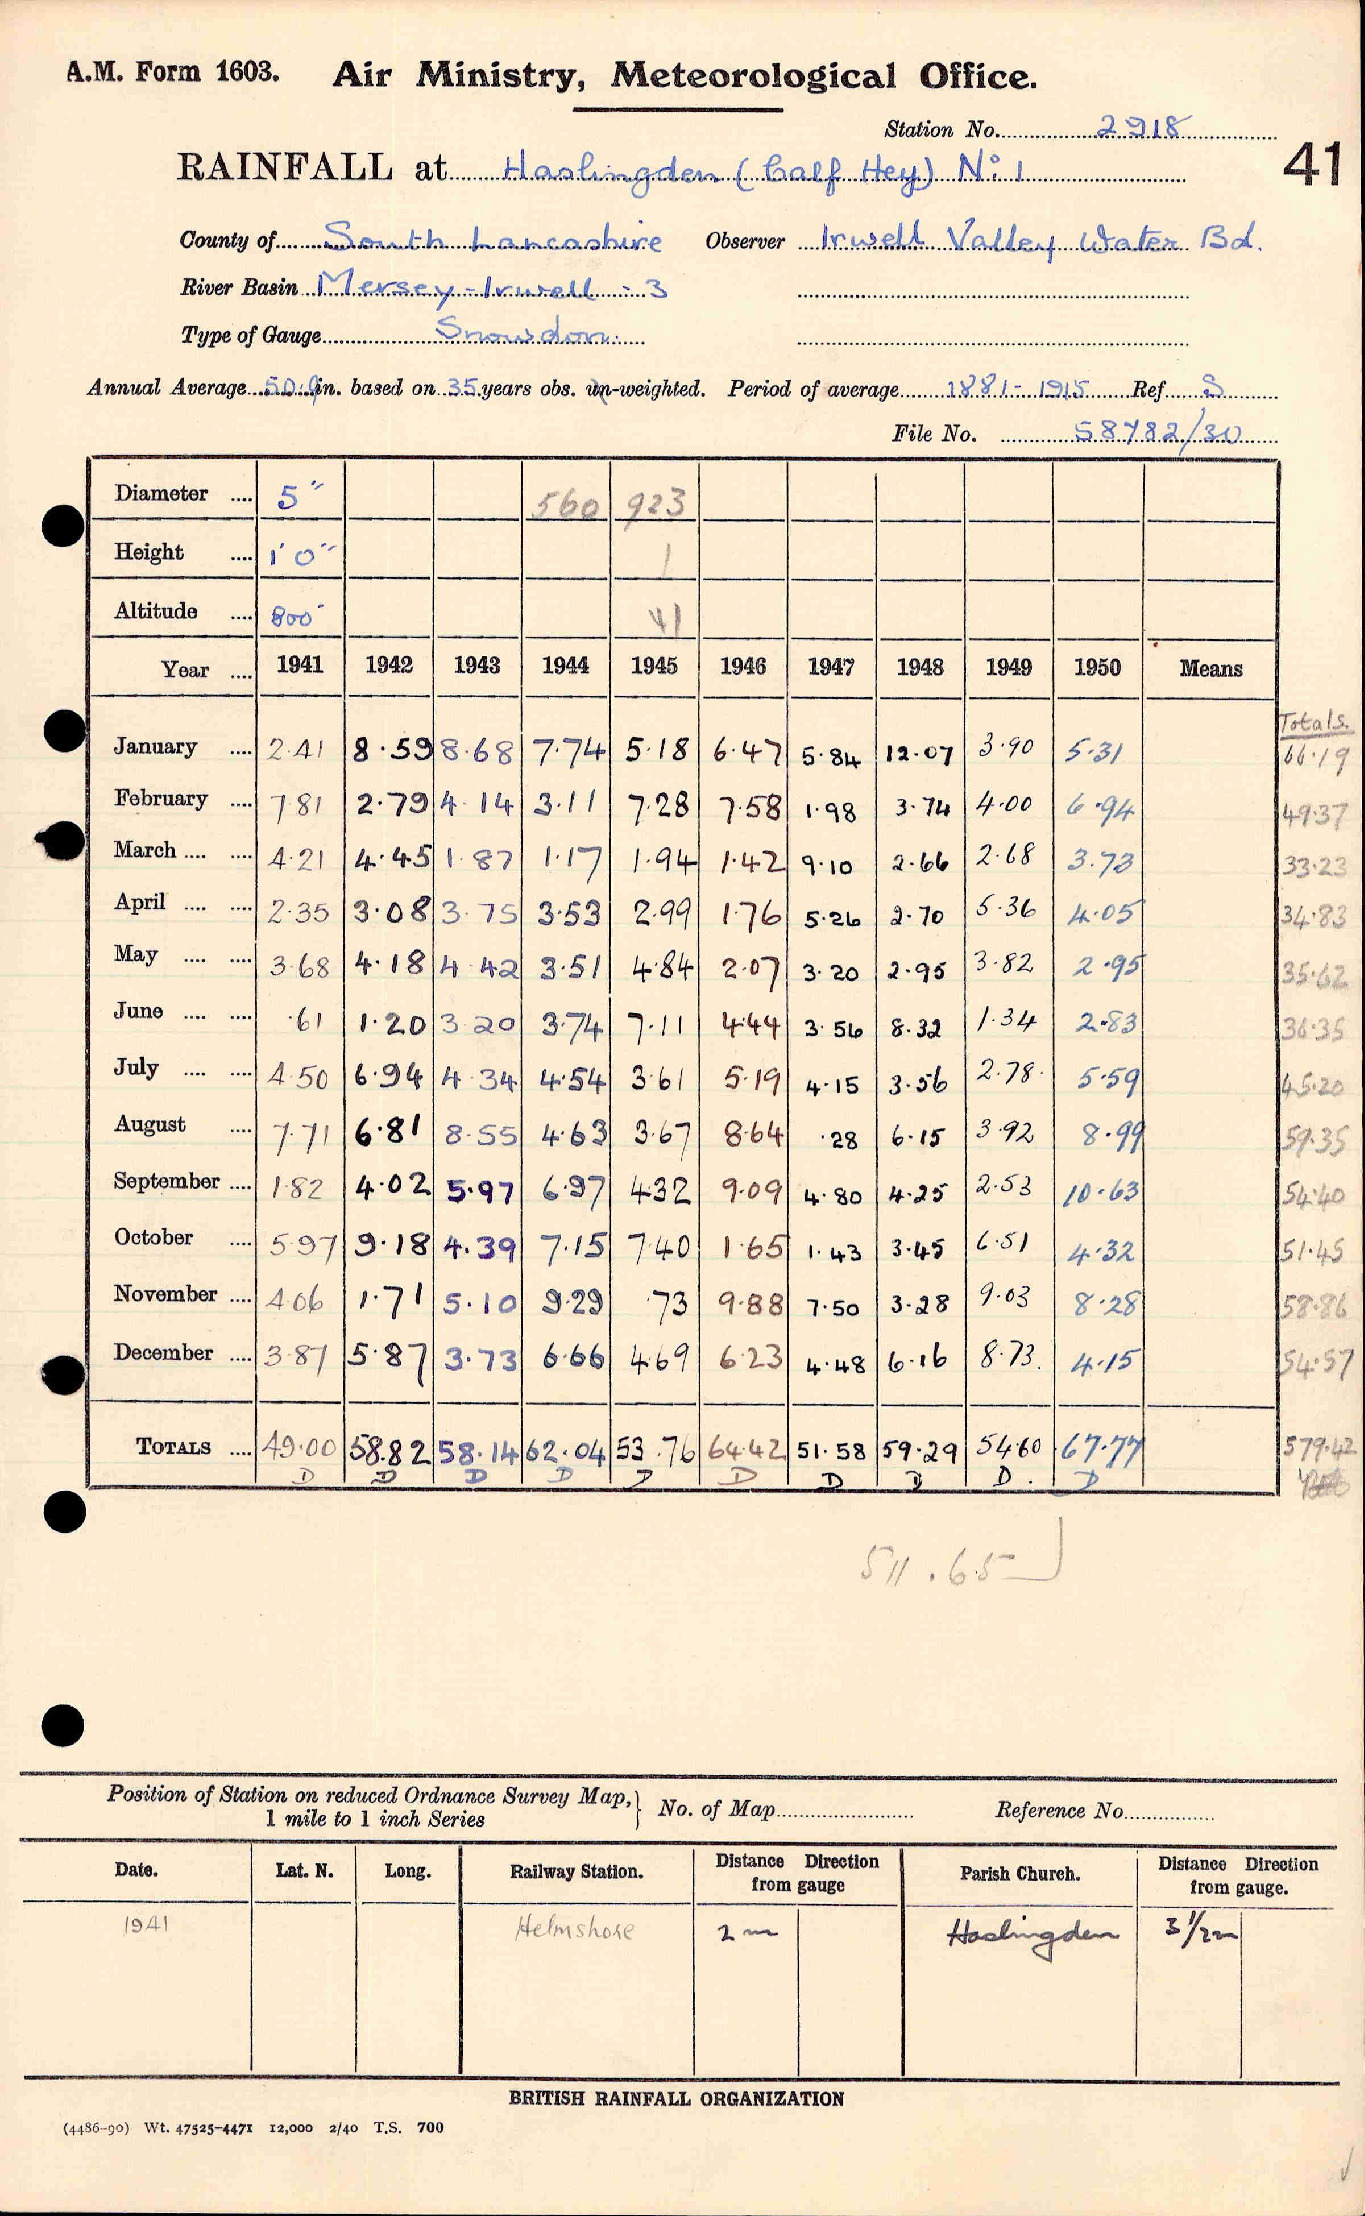 A.M. Form 1603. Air Ministry, Meteorological Office.
Station No. 2918
RAINFALL at Haslingden (Calf Hey) No. 1
41
County of South Lancashire Observer Irwell Valley Water Bd.
River Basin Mersey-Irwell - 3
Type of Gauge Snowdon.
Annual Average 50.9 in. based on 35 years obs. un-weighted. Period of average 1881-1915 Ref. S
File No. 58782/30
Diameter .... 5" 560 923
Height .... 1'0" 1
Altitude .... 800' 41
Year .... 1941 1942 1943 1944 1945 1946 1947 1948 1949 1950 Means
Totals.
January .... 2.41 8.59 8.68 7.74 5.18 6.47 5.84 12.07 3.90 5.31 66.19
February .... 7.81 2.79 4.14 3.11 7.28 7.58 1.98 3.74 4.00 6.94 49.37
March .... .... 4.21 4.45 1.87 1.17 1.94 1.42 9.10 2.66 2.68 3.73 33.23
April .... .... 2.35 3.08 3.75 3.53 2.99 1.76 5.26 2.70 5.36 4.05 34.83
May .... .... 3.68 4.18 4.42 3.51 4.84 2.07 3.20 2.95 3.82 2.95 35.62
June .... .... .61 1.20 3.20 3.74 7.11 4.44 3.56 8.32 1.34 2.83 36.35
July .... .... 4.50 6.94 4.34 4.54 3.61 5.19 4.15 3.56 2.78 5.59 45.20
August .... 7.71 6.81 8.55 4.63 3.67 8.64 .28 6.15 3.92 8.99 59.35
September .... 1.82 4.02 5.97 6.97 4.32 9.09 4.80 4.25 2.53 10.63 54.40
October .... 5.97 9.18 4.39 7.15 7.40 1.65 1.43 3.45 6.51 4.32 51.45
November .... 4.06 1.71 5.10 9.29 .73 9.88 7.50 3.28 9.03 8.28 58.86
December .... 3.87 5.87 3.73 6.66 4.69 6.23 4.48 6.16 8.73. 4.15 54.57
TOTALS .... 49.00 58.82 58.14 62.04 53.76 64.42 51.58 59.29 54.60 67.77 579.42
D D D D D D D D D. D
511.65
Position of Station on reduced Ordnance Survey Map,} No. of Map Reference No.
1 mile to 1 inch Series
Date. Lat. N. Long. Railway Station. Distance Direction from gauge Parish Church. Distance Direction from gauge.
1941 Helmshore 2 m Haslingden 3 1/2 m
BRITISH RAINFALL ORGANIZATION
(4486-90) Wt. 47525-4471 12,000 2/40 T.S. 700